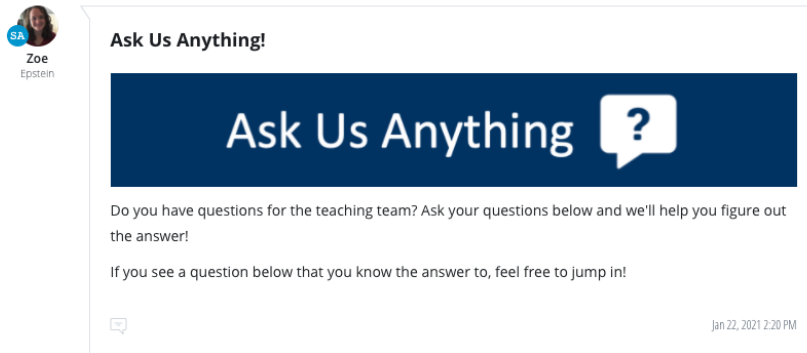 SA
Zoe
Epstein
Ask Us Anything!
Ask Us Anything ?
Do you have questions for the teaching team? Ask your questions below and we'll help you figure out
the answer!
If you see a question below that you know the answer to, feel free to jump in!
Jan 22, 2021 2:20 PM